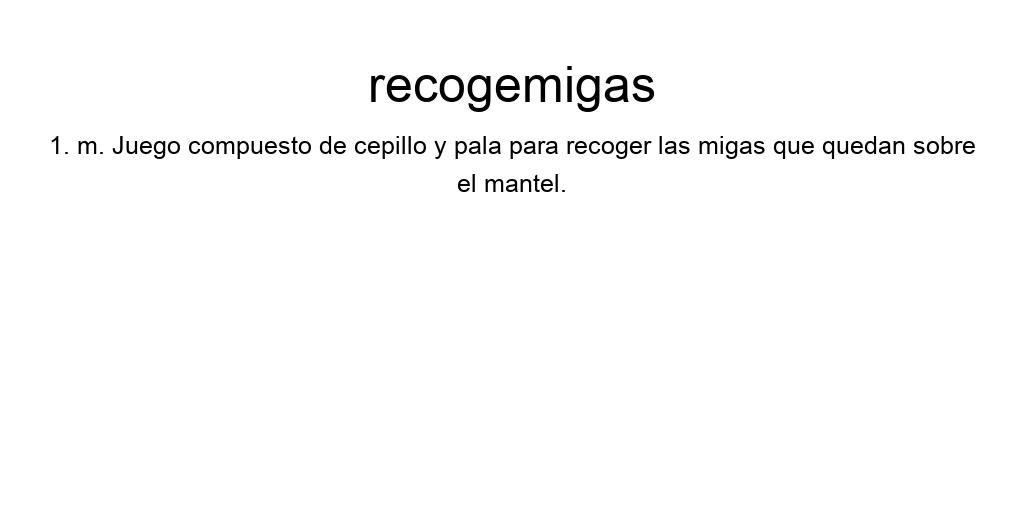 recogemigas
1. m. Juego compuesto de cepillo y pala para recoger las migas que quedan sobre
el mantel.